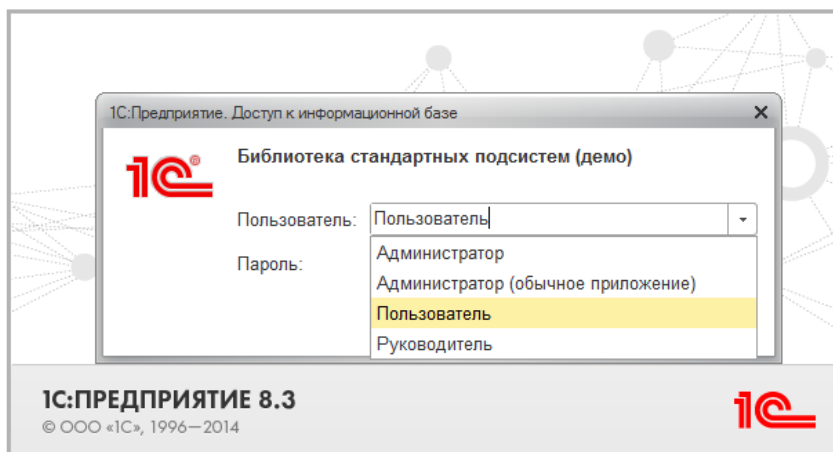 1С:Предприятие. Доступ к информационной базе
1С®
Библиотека стандартных подсистем (демо)
Пользователь: Пользователь
Пароль:
Администратор
Администратор (обычное приложение)
Пользователь
Руководитель
1С:ПРЕДПРИЯТИЕ 8.3
© ООО «1С», 1996—2014
1С